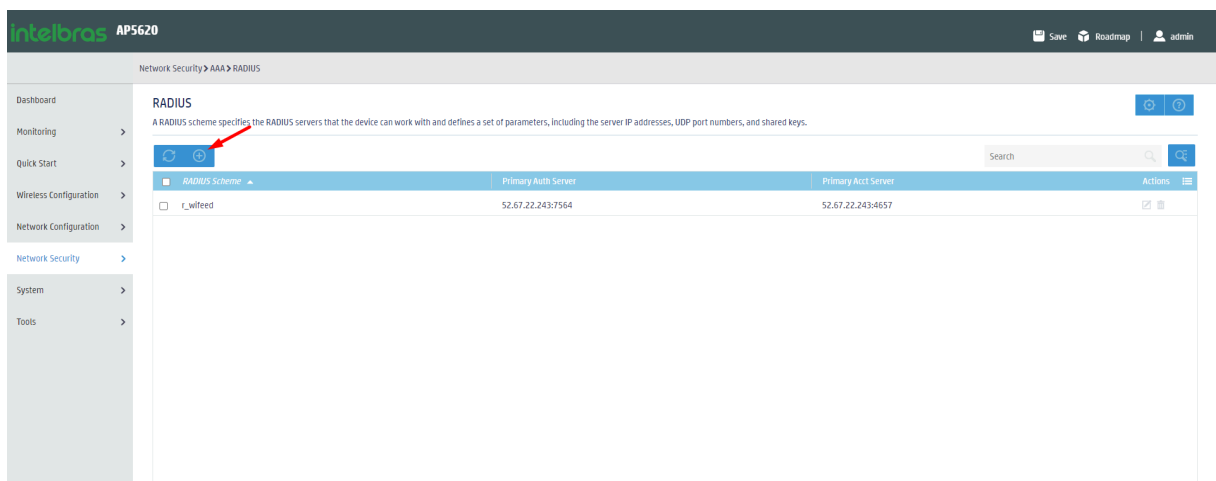 intelbras AP5620
Save Roadmap | admin
Network Security > AAA > RADIUS
Dashboard
Monitoring
Quick Start
Wireless Configuration
Network Configuration
Network Security
System
Tools
RADIUS
A RADIUS scheme specifies the RADIUS servers that the device can work with and defines a set of parameters, including the server IP addresses, UDP port numbers, and shared keys.
Search
RADIUS Scheme Primary Auth Server Primary Acct Server Actions
r_wifeed 52.67.22.243:7564 52.67.22.243:4657